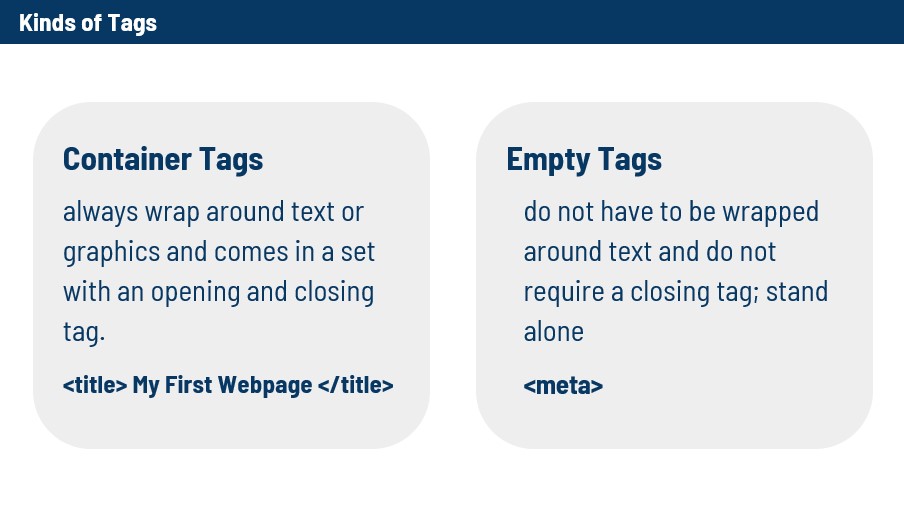 Kinds of Tags
Container Tags
always wrap around text or
graphics and comes in a set
with an opening and closing
tag.
<title> My First Webpage </title>
Empty Tags
do not have to be wrapped
around text and do not
require a closing tag; stand
alone
<meta>